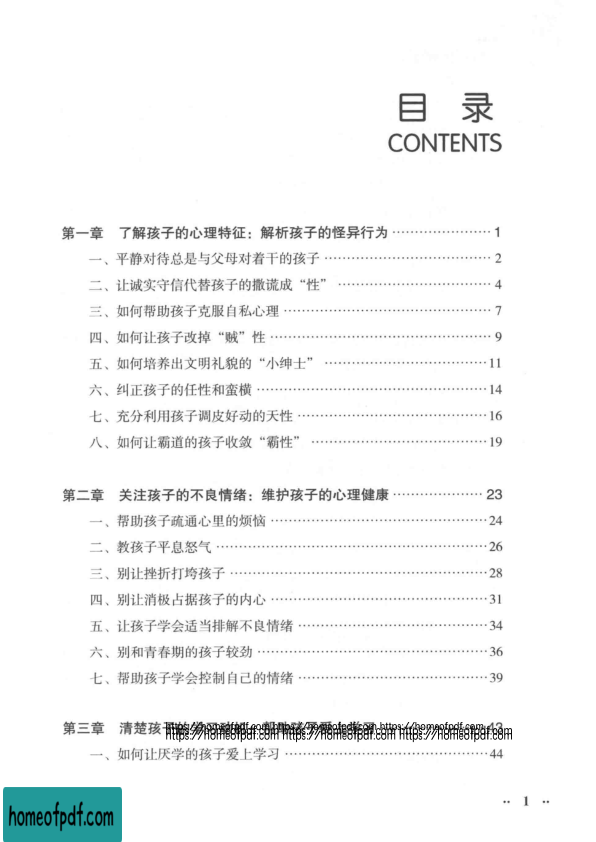 目 录
CONTENTS
第一章 了解孩子的心理特征：解析孩子的怪异行为 ………………… 1
一、平静对待总是与父母对着干的孩子 ………………… 2
二、让诚实守信代替孩子的撒谎成“性” ………………… 4
三、如何帮助孩子克服自私心理 ………………… 7
四、如何让孩子改掉“贼”性 ………………… 9
五、如何培养出文明礼貌的“小绅士” ………………… 11
六、纠正孩子的任性和蛮横 ………………… 14
七、充分利用孩子调皮好动的天性 ………………… 16
八、如何让霸道的孩子收敛“霸性” ………………… 19
第二章 关注孩子的不良情绪：维护孩子的心理健康 ………………… 23
一、帮助孩子疏通心里的烦恼 ………………… 24
二、教孩子平息怒气 ………………… 26
三、别让挫折打垮孩子 ………………… 28
四、别让消极占据孩子的内心 ………………… 31
五、让孩子学会适当排解不良情绪 ………………… 34
六、别和青春期的孩子较劲 ………………… 36
七、帮助孩子学会控制自己的情绪 ………………… 39
第三章 清楚孩子 43
https://homeofpdf.com https://homeofpdf.com https://homeofpdf.com
https://homeofpdf.com https://homeofpdf.com https://homeofpdf.com
一、如何让厌学的孩子爱上学习 ………………… 44
·· 1 ··
homeofpdf.com